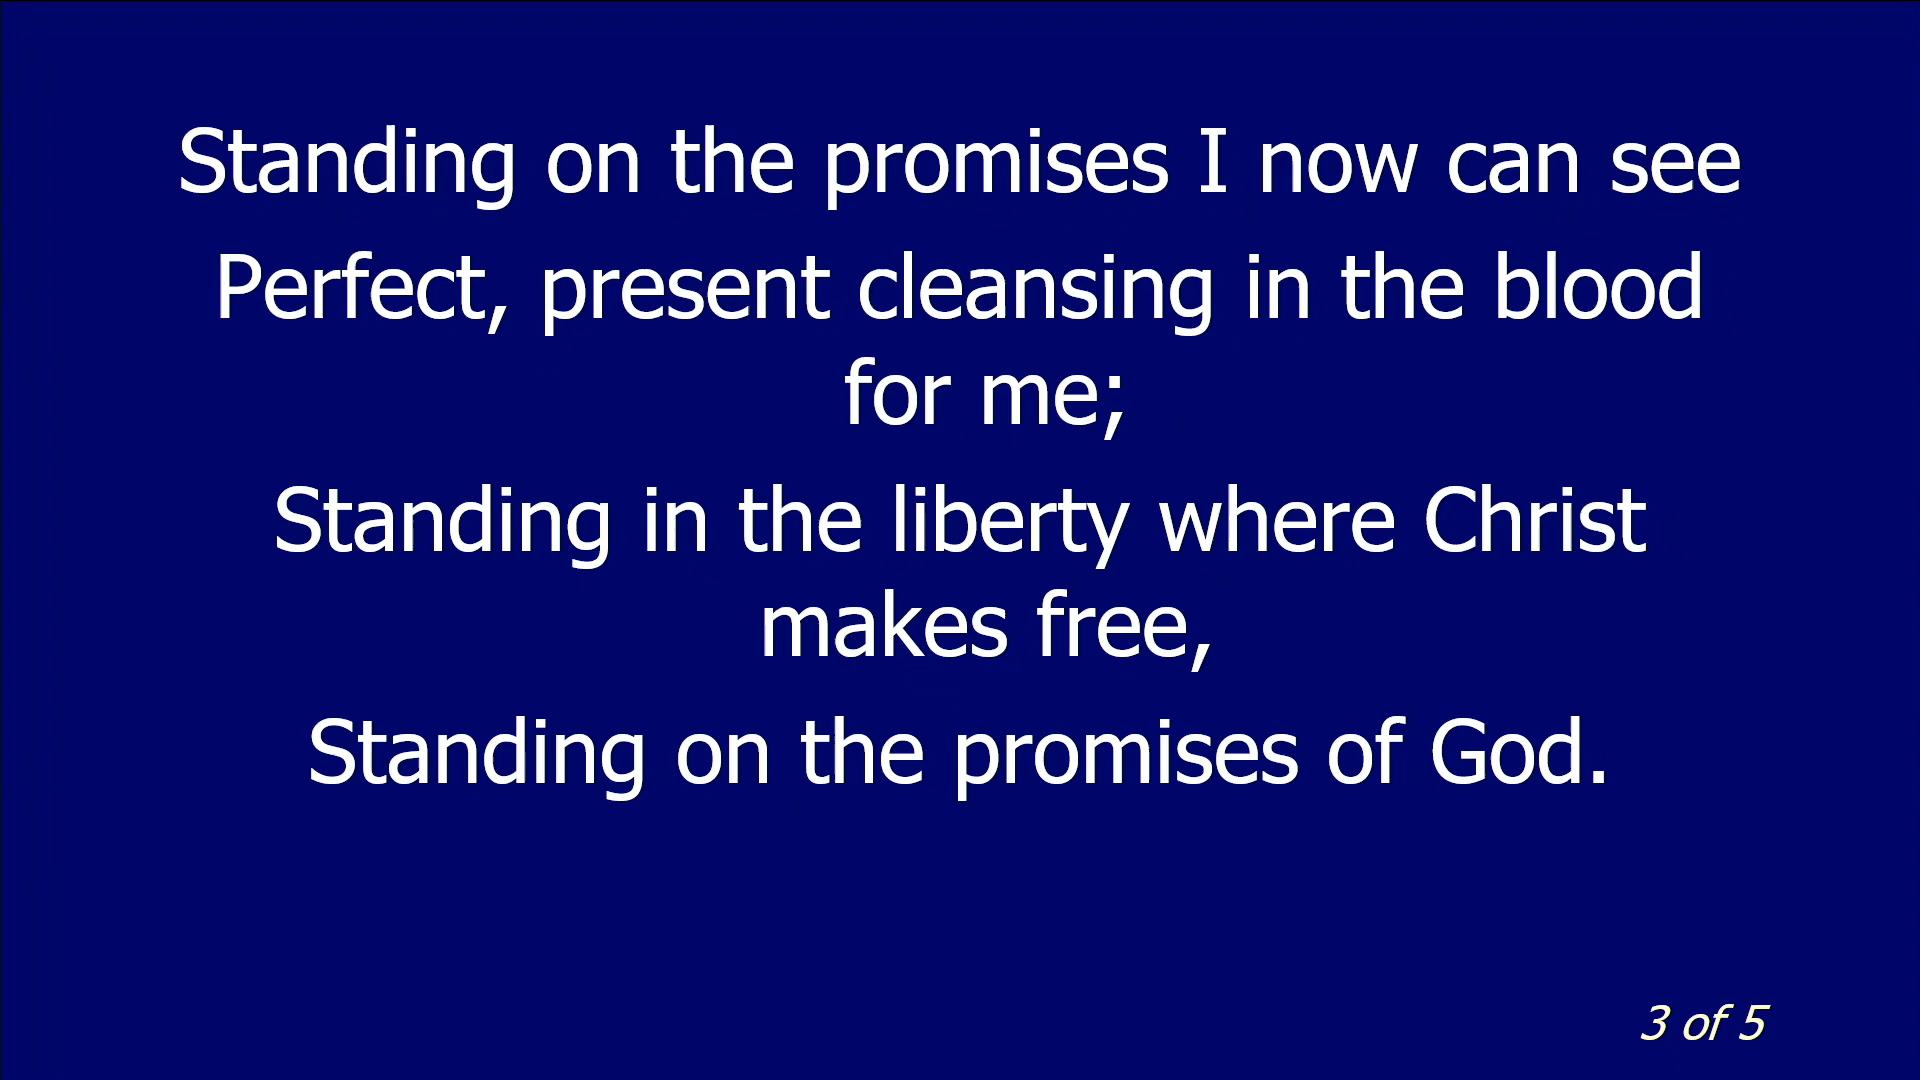 Standing on the promises I now can see
Perfect, present cleansing in the blood
for me;
Standing in the liberty where Christ
makes free,
Standing on the promises of God.
3 of 5